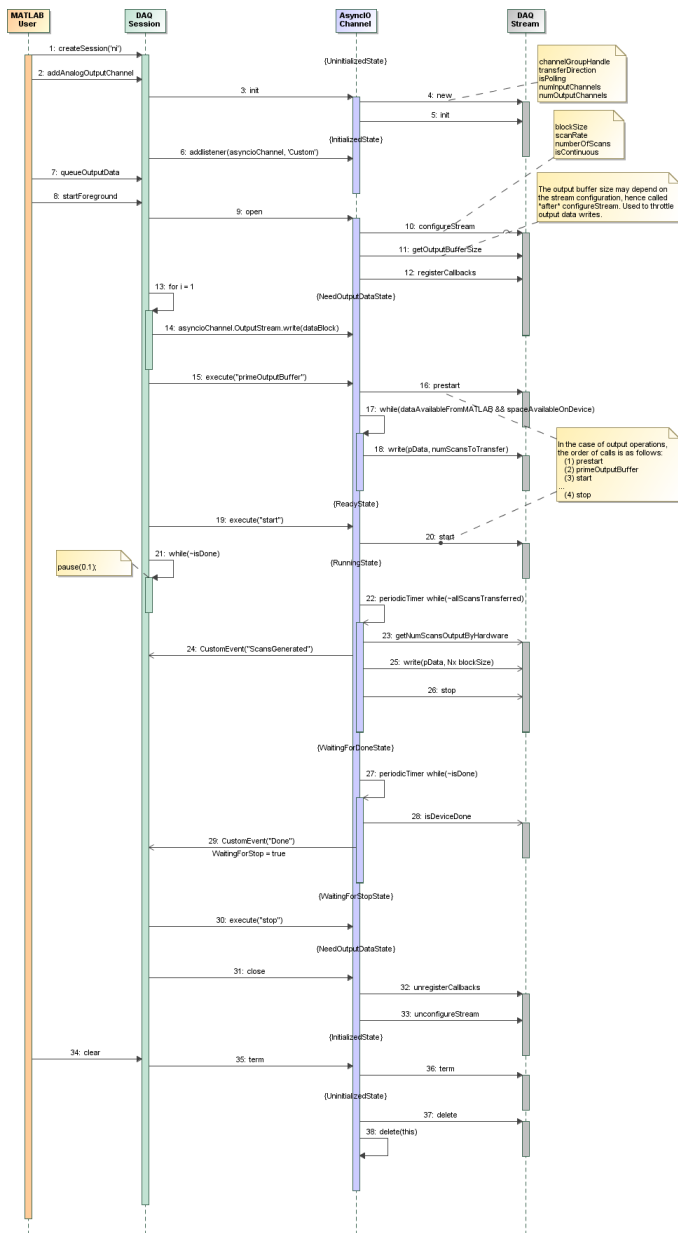 MATLAB
User
DAQ
Session
AsyncIO
Channel
DAQ
Stream
1: createSession('ni')
{UninitializedState}
channelGroupHandle
transferDirection
isPolling
numInputChannels
numOutputChannels
2: addAnalogOutputChannel
3: init
4: new
5: init
{InitializedState}
blockSize
scanRate
numberOfScans
isContinuous
6: addlistener(asyncioChannel, 'Custom')
7: queueOutputData
8: startForeground
The output buffer size may depend on
the stream configuration, hence called
*after* configureStream. Used to throttle
output data writes.
9: open
10: configureStream
11: getOutputBufferSize
12: registerCallbacks
13: for i = 1
{NeedOutputDataState}
14: asyncioChannel.OutputStream.write(dataBlock)
15: execute("primeOutputBuffer")
16: prestart
17: while(dataAvailableFromMATLAB && spaceAvailableOnDevice)
18: write(pData, numScansToTransfer)
In the case of output operations,
the order of calls is as follows:
(1) prestart
(2) primeOutputBuffer
(3) start
...
(4) stop
{ReadyState}
19: execute("start")
20: start
21: while(~isDone)
{RunningState}
pause(0.1);
22: periodicTimer while(~allScansTransferred)
23: getNumScansOutputByHardware
24: CustomEvent("ScansGenerated")
25: write(pData, Nx blockSize)
26: stop
{WaitingForDoneState}
27: periodicTimer while(~isDone)
28: isDeviceDone
29: CustomEvent("Done")
WaitingForStop = true
{WaitingForStopState}
30: execute("stop")
{NeedOutputDataState}
31: close
32: unregisterCallbacks
33: unconfigureStream
{InitializedState}
34: clear
35: term
36: term
{UninitializedState}
37: delete
38: delete(this)